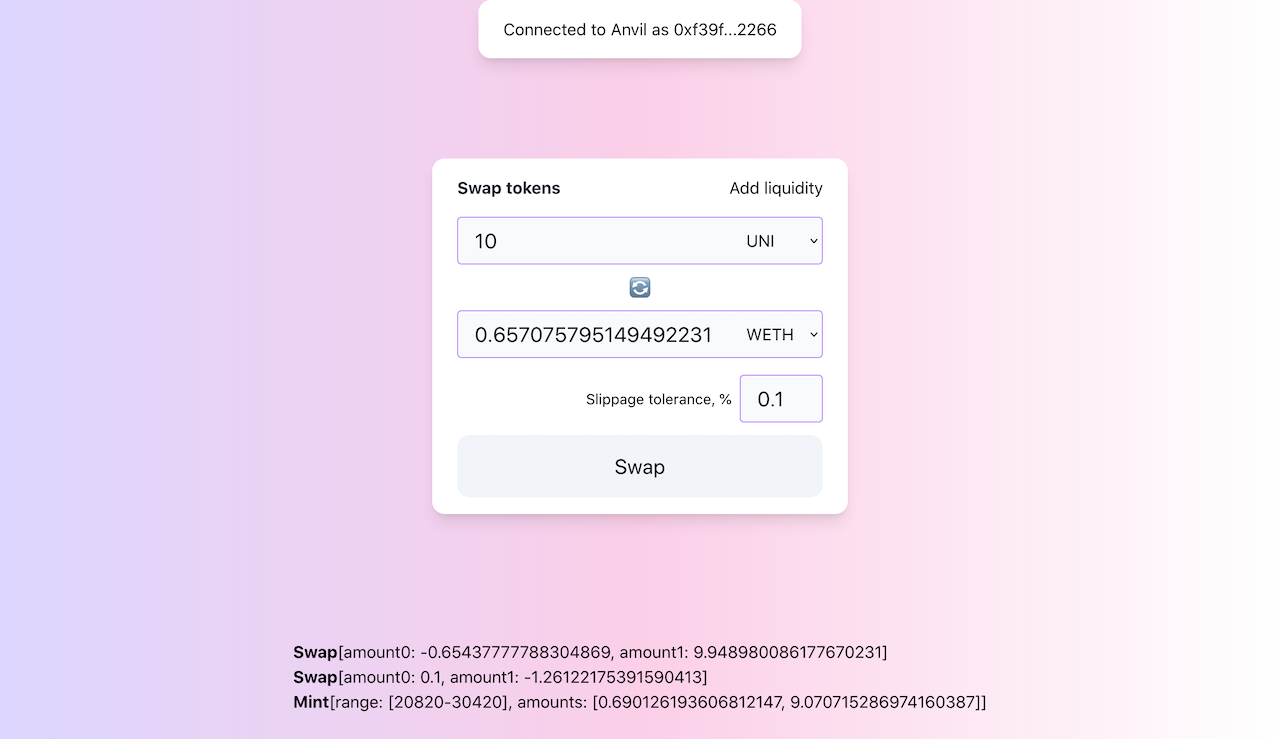 Connected to Anvil as 0xf39f...2266
Swap tokens Add liquidity
10 UNI
0.657075795149492231 WETH
Slippage tolerance, % 0.1
Swap
Swap[amount0: -0.65437777788304869, amount1: 9.948980086177670231]
Swap[amount0: 0.1, amount1: -1.26122175391590413]
Mint[range: [20820-30420], amounts: [0.690126193606812147, 9.070715286974160387]]